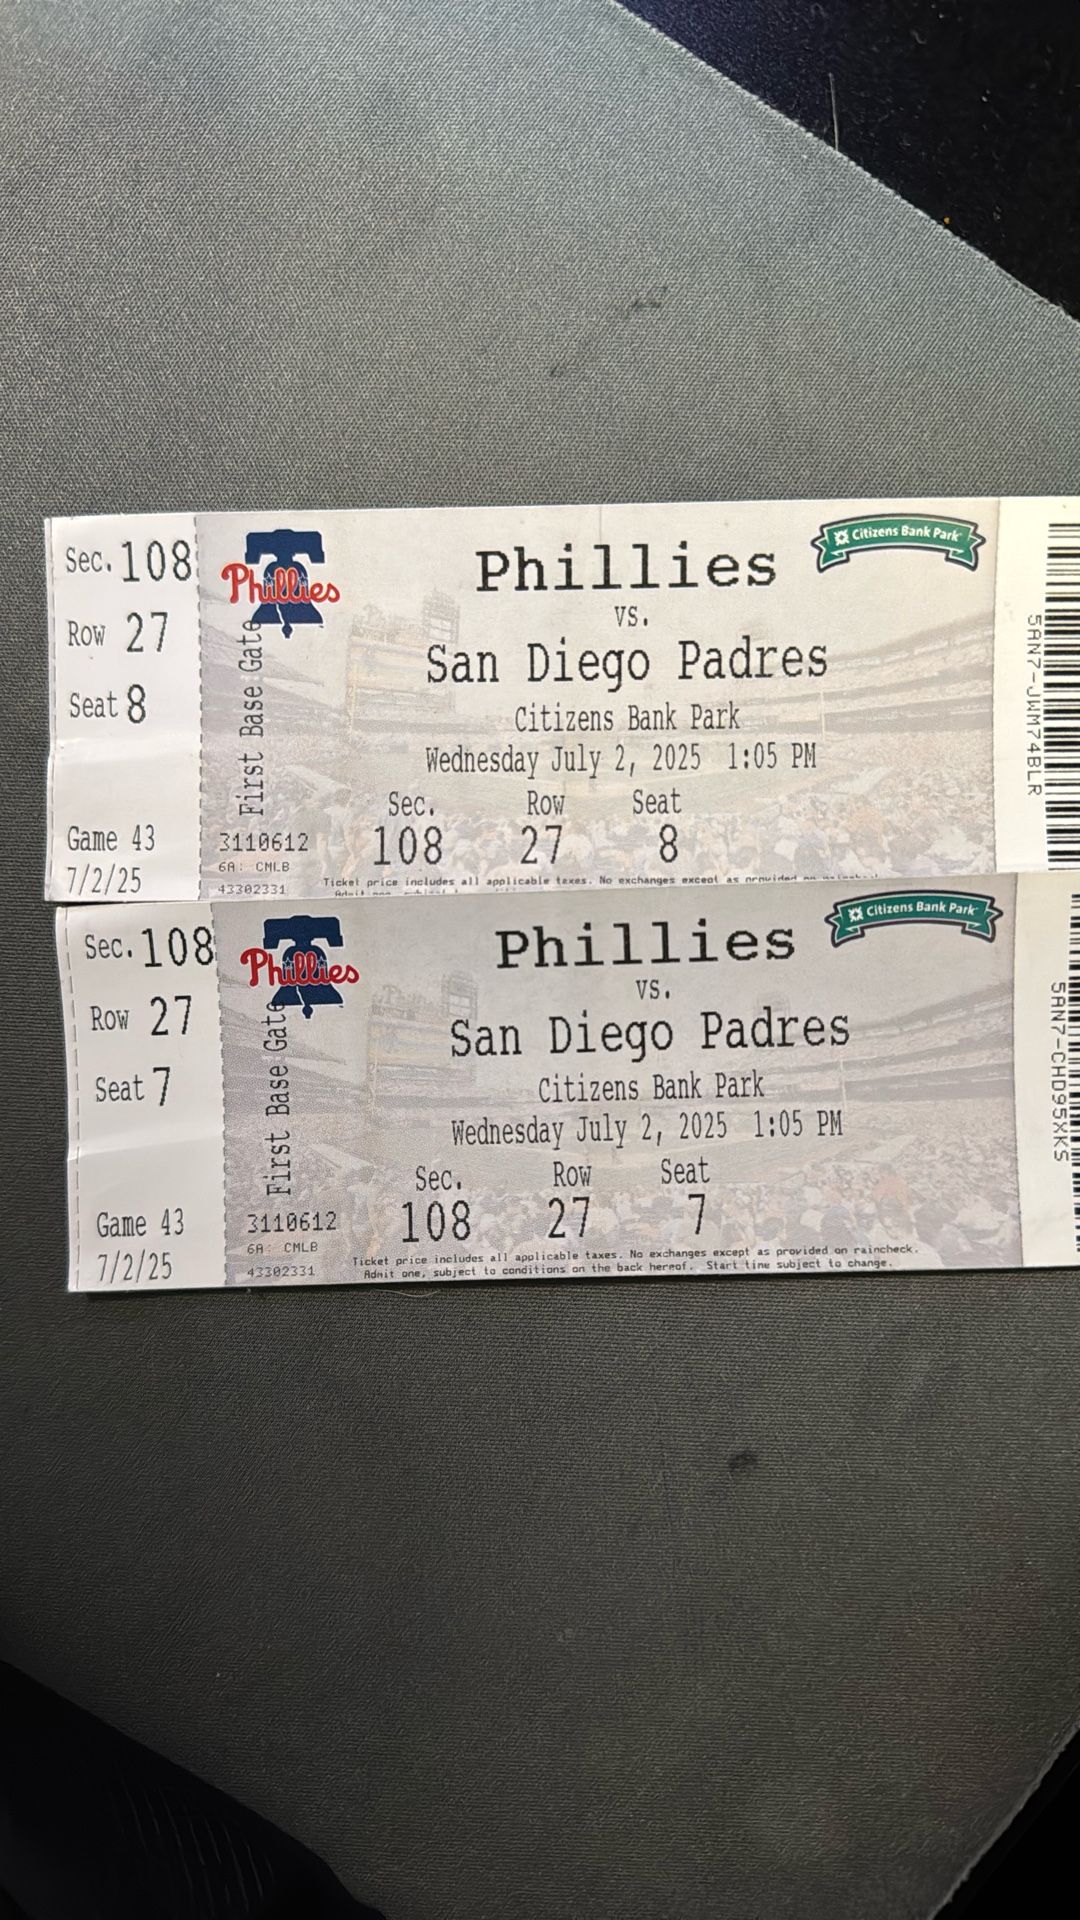 Sec. 108
Row 27
Seat 8
Game 43
7/2/25
Phillies
First Base Gate
3110612
6A: CMLB
43302331
Citizens Bank Park
Phillies
vs.
San Diego Padres
Citizens Bank Park
Wednesday July 2, 2025 1:05 PM
Sec. Row Seat
108 27 8
Ticket price includes all applicable taxes. No exchanges except as provided on
5AN7-JWM74BLR
Sec. 108
Row 27
Seat 7
Game 43
7/2/25
Phillies
First Base Gate
3110612
6A: CMLB
43302331
Citizens Bank Park
Phillies
vs.
San Diego Padres
Citizens Bank Park
Wednesday July 2, 2025 1:05 PM
Sec. Row Seat
108 27 7
Ticket price includes all applicable taxes. No exchanges except as provided on raincheck.
Admit one, subject to conditions on the back hereof. Start time subject to change.
5AN7-CHD95XKS